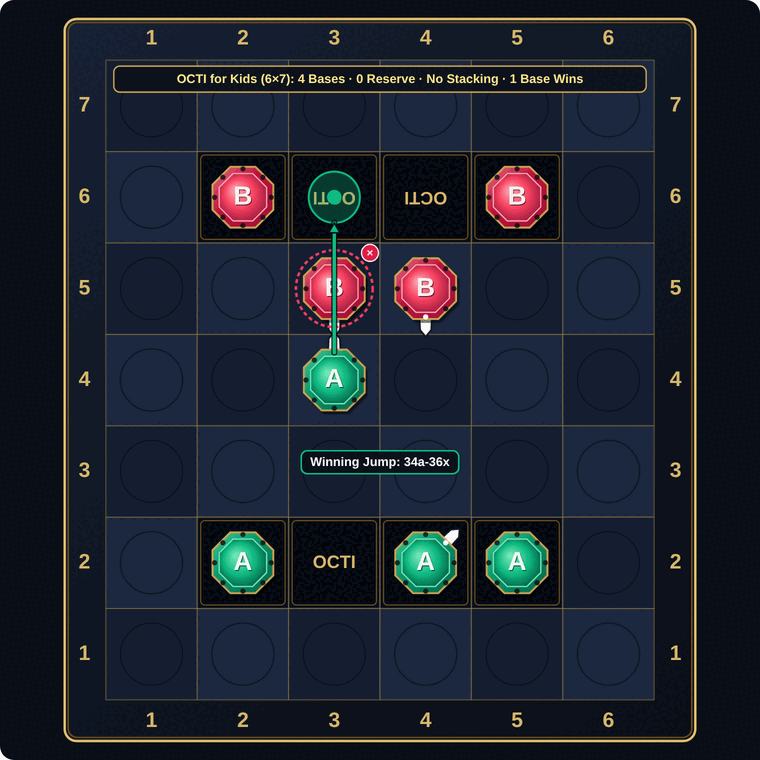 1 2 3 4 5 6
OCTI for Kids (6×7): 4 Bases · 0 Reserve · No Stacking · 1 Base Wins
7 7
6 B OCTI OCTI B 6
5 B × B 5
4 A 4
3 Winning Jump: 34a-36x 3
2 A OCTI A A 2
1 1
1 2 3 4 5 6